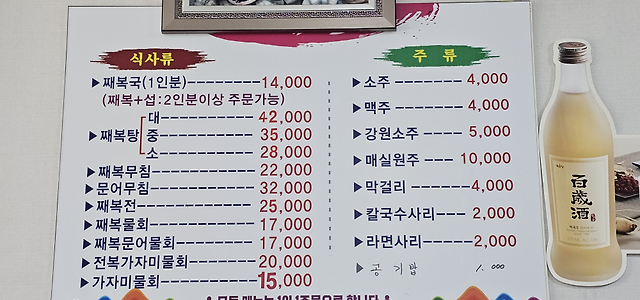 식사류
▶째복국(1인분)---------14,000
(째복+섭:2인분이상 주문가능)
대------------ 42,000
▶째복탕 중------------ 35,000
소------------ 28,000
▶째복무침------------22,000
▶문어무침------------32,000
▶째복전------------ 25,000
▶째복물회------------17,000
▶째복문어물회--------17,000
▶전복가자미물회------20,000
▶가자미물회----------15,000
주 류
▶소주 -------- 4,000
▶맥주 -------- 4,000
▶강원소주 ---- 5,000
▶매실원주 --- 10,000
▶막걸리 -------4,000
▶칼국수사리--- 2,000
▶라면사리------2,000
▶공기밥 1.000
百歲酒